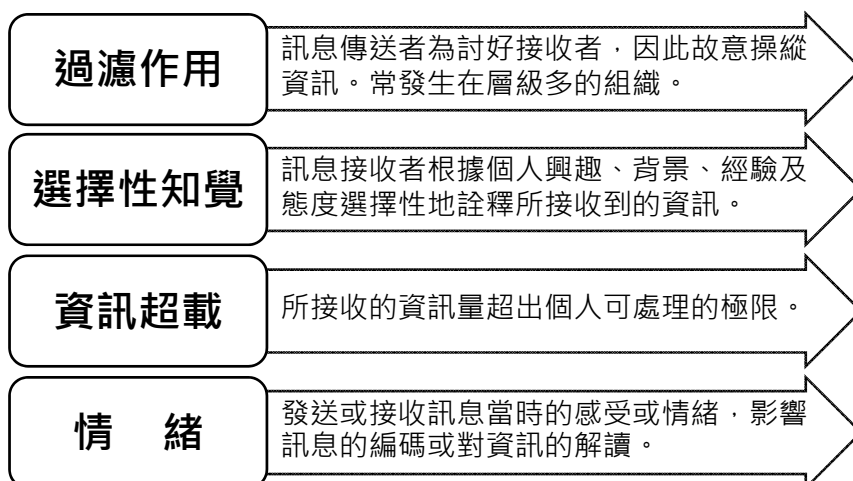 過濾作用
訊息傳送者為討好接收者，因此故意操縱
資訊。常發生在層級多的組織。
選擇性知覺
訊息接收者根據個人興趣、背景、經驗及
態度選擇性地詮釋所接收到的資訊。
資訊超載
所接收的資訊量超出個人可處理的極限。
情　緒
發送或接收訊息當時的感受或情緒，影響
訊息的編碼或對資訊的解讀。